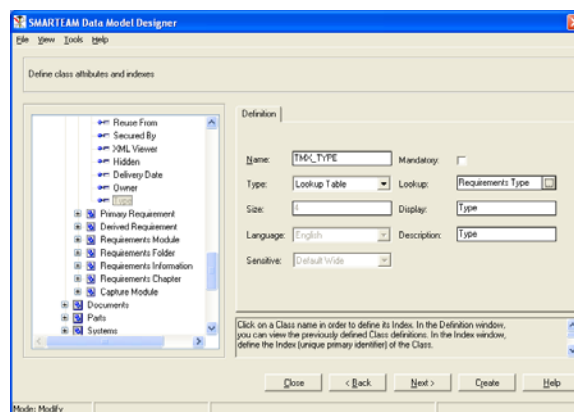 SMARTEAM Data Model Designer
File View Tools Help
Define class attributes and indexes
Reuse From
Secured By
XML Viewer
Hidden
Delivery Date
Owner
Type
Primary Requirement
Derived Requirement
Requirements Module
Requirements Folder
Requirements Information
Requirements Chapter
Capture Module
Documents
Parts
Systems
Definition
Name: TMX_TYPE Mandatory:
Type: Lookup Table Lookup: Requirements Type
Size: 4 Display: Type
Language: English Description: Type
Sensitive: Default Wide
Click on a Class name in order to define its Index. In the Definition window,
you can view the previously defined Class definitions. In the Index window,
define the Index (unique primary identifier) of the Class.
Close < Back Next > Create Help
Mode: Modify